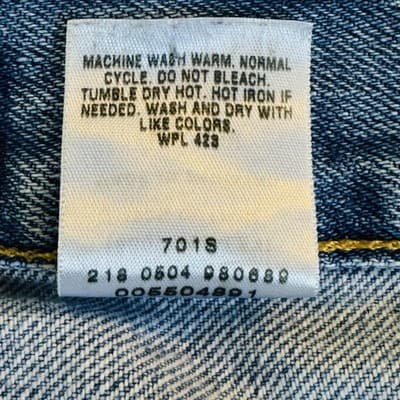 MACHINE WASH WARM. NORMAL
CYCLE. DO NOT BLEACH.
TUMBLE DRY HOT. HOT IRON IF
NEEDED. WASH AND DRY WITH
LIKE COLORS.
WPL 423
701S
218 0504 980689
005504891